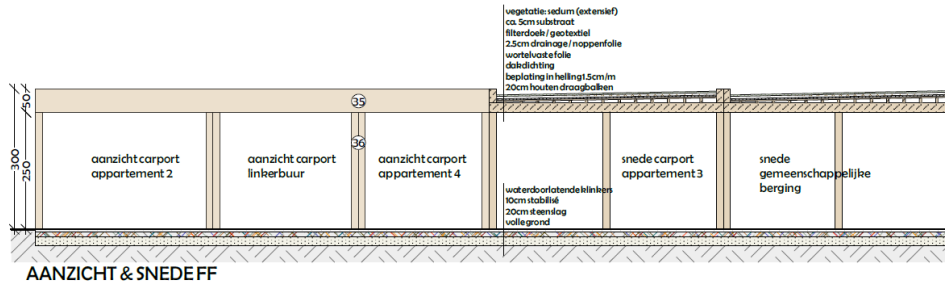 vegetatie: sedum (extensief)
ca. 5cm substraat
filterdoek / geotextiel
2.5cm drainage / noppenfolie
wortelvaste folie
dakdichting
beplating in helling 1.5cm/m
20cm houten draagbalken
50
35
300
250
36
aanzicht carport
appartement 2
aanzicht carport
linkerbuur
aanzicht carport
appartement 4
snede carport
appartement 3
snede
gemeenschappelijke
berging
waterdoorlatende klinkers
10cm stabilisé
20cm steenslag
volle grond
AANZICHT & SNEDE FF